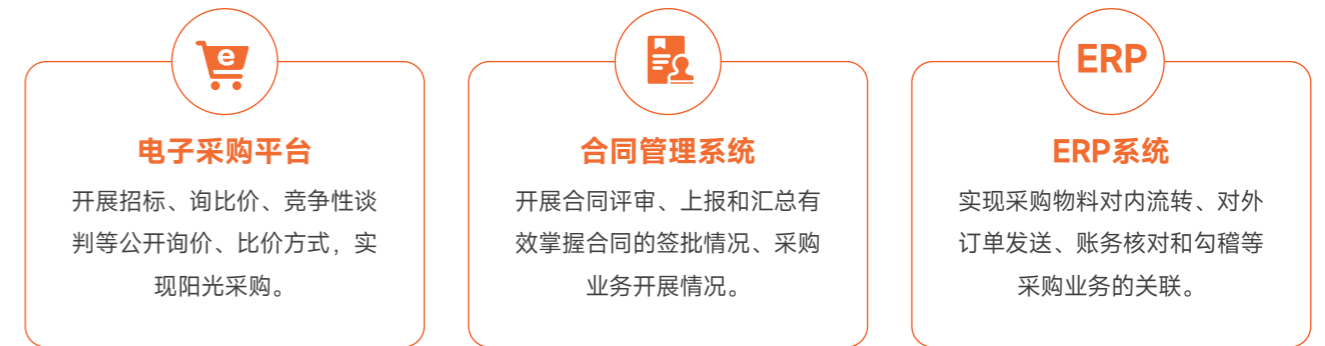 e
电子采购平台
开展招标、询比价、竞争性谈
判等公开询价、比价方式，实
现阳光采购。
合同管理系统
开展合同评审、上报和汇总有
效掌握合同的签批情况、采购
业务开展情况。
ERP
ERP系统
实现采购物料对内流转、对外
订单发送、账务核对和勾稽等
采购业务的关联。